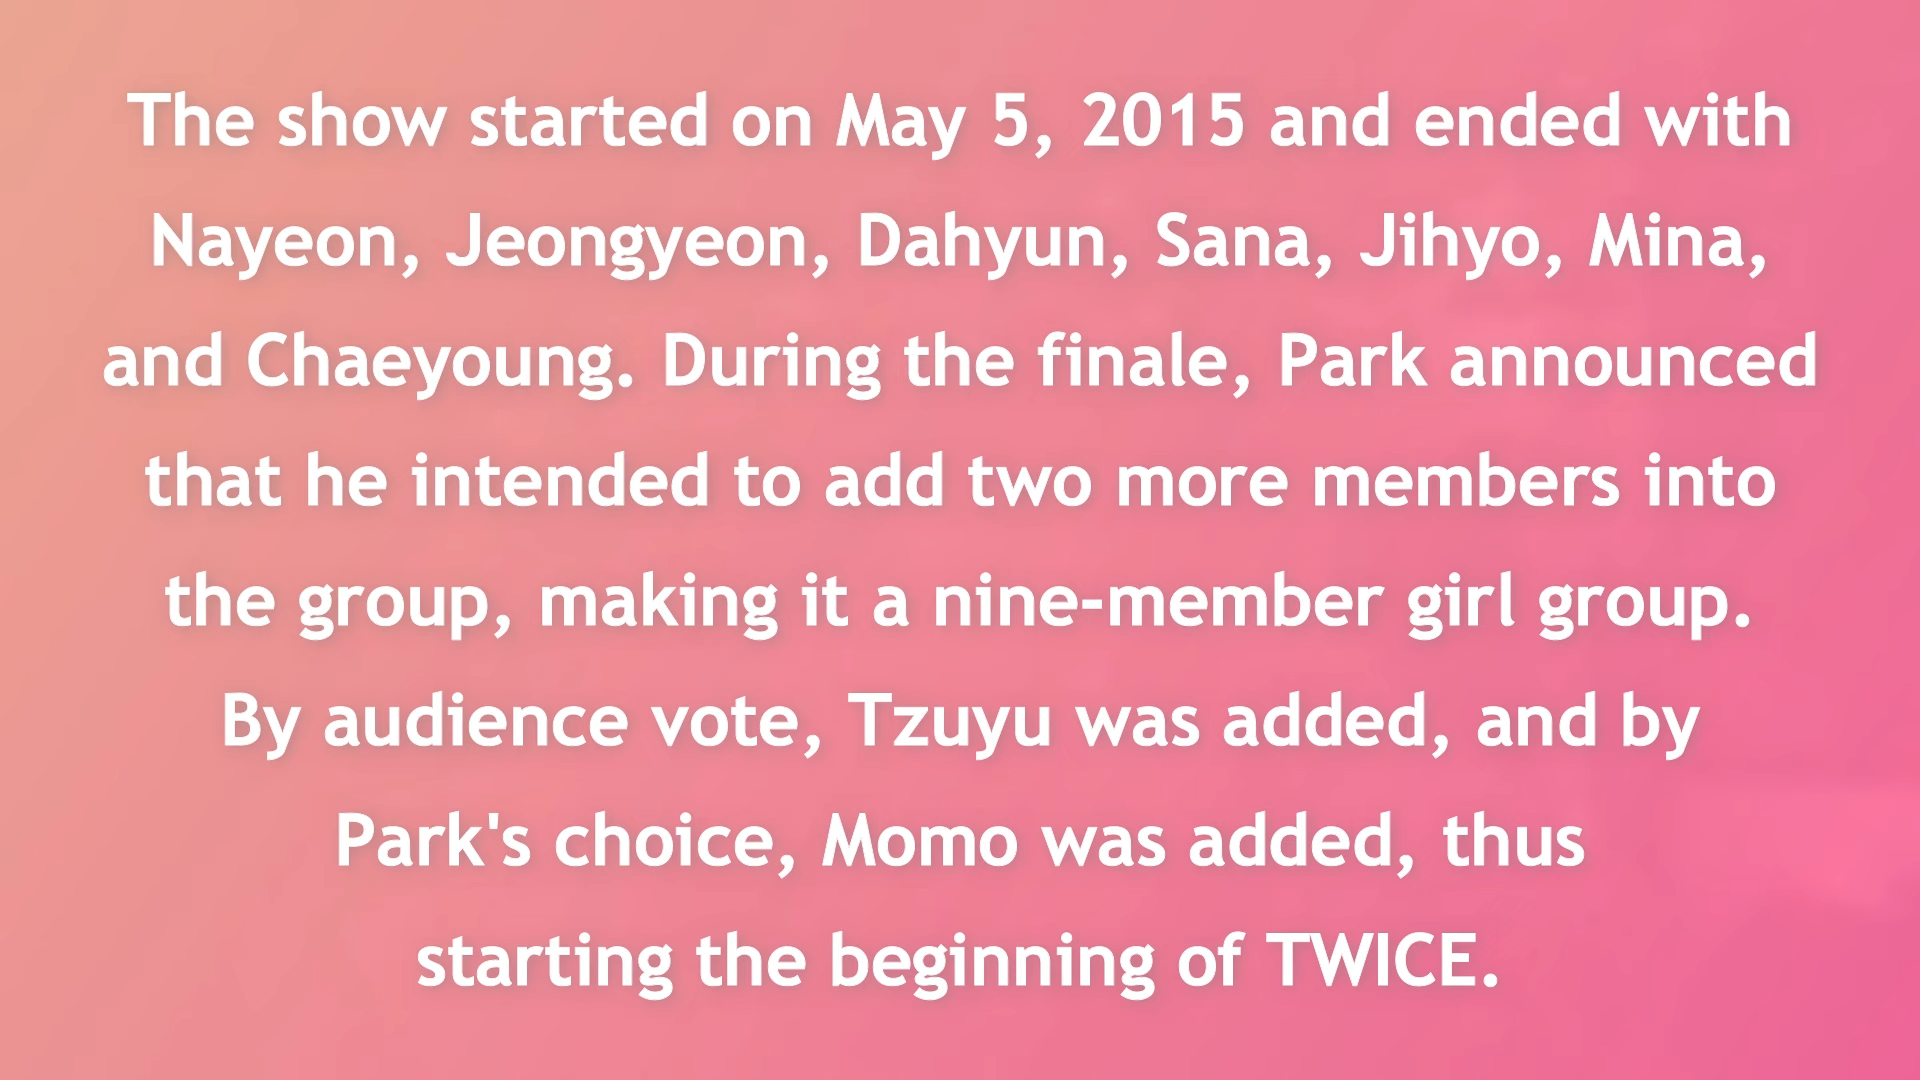 The show started on May 5, 2015 and ended with
Nayeon, Jeongyeon, Dahyun, Sana, Jihyo, Mina,
and Chaeyoung. During the finale, Park announced
that he intended to add two more members into
the group, making it a nine-member girl group.
By audience vote, Tzuyu was added, and by
Park's choice, Momo was added, thus
starting the beginning of TWICE.